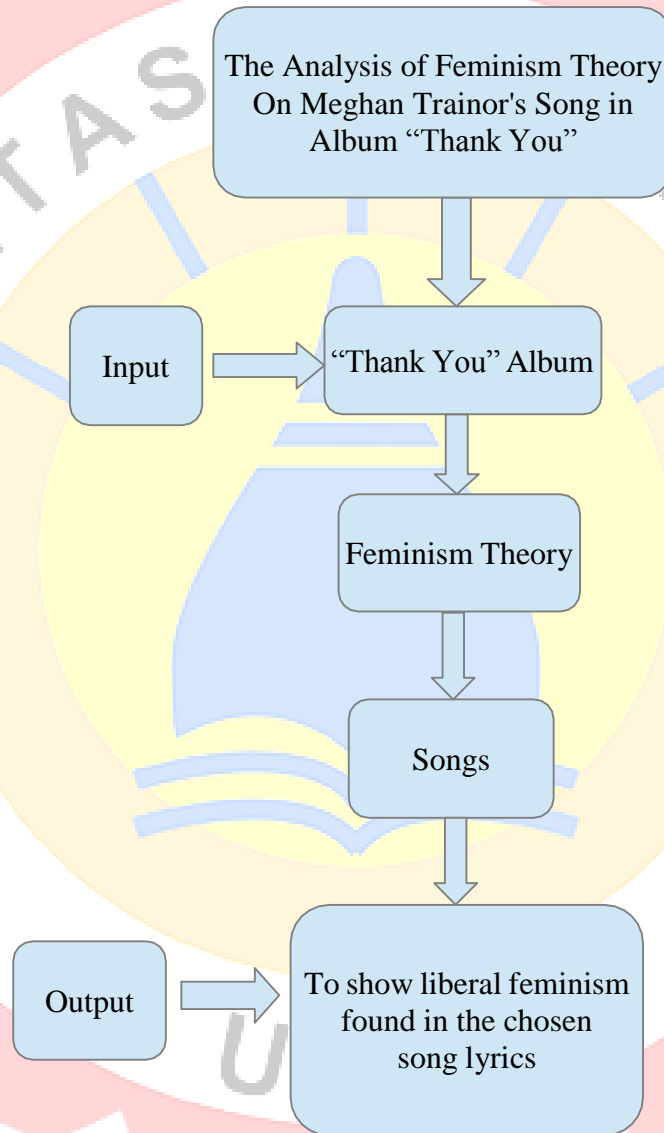 The Analysis of Feminism Theory
On Meghan Trainor's Song in
Album “Thank You”
Input
“Thank You” Album
Feminism Theory
Songs
Output
To show liberal feminism
found in the chosen
song lyrics